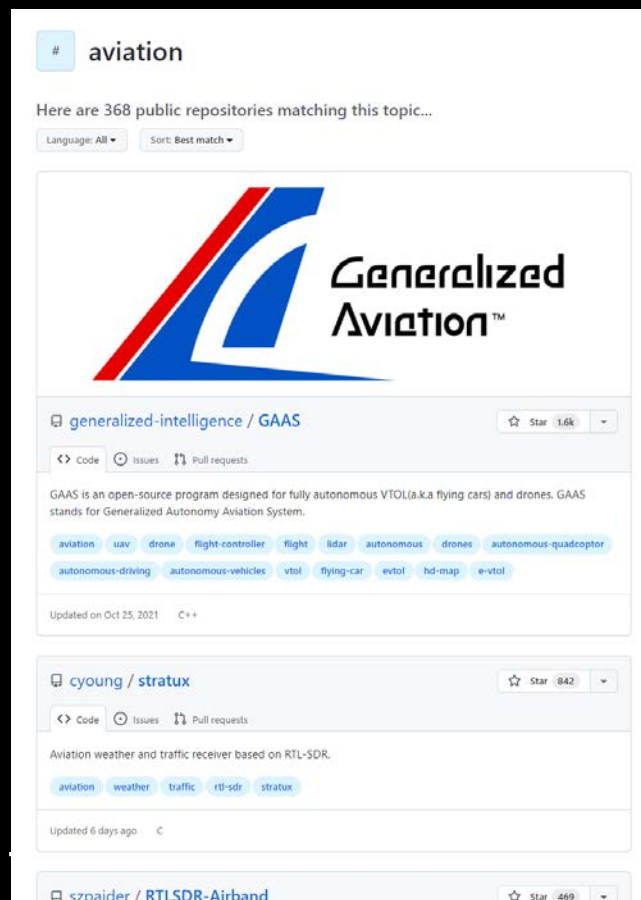 # aviation
Here are 368 public repositories matching this topic...
Language: All Sort: Best match
Generalized
Aviation™
generalized-intelligence / GAAS Star 1.6k
Code Issues Pull requests
GAAS is an open-source program designed for fully autonomous VTOL(a.k.a flying cars) and drones. GAAS
stands for Generalized Autonomy Aviation System.
aviation uav drone flight-controller flight lidar autonomous drones autonomous-quadcoptor
autonomous-driving autonomous-vehicles vtol flying-car evtol hd-map e-vtol
Updated on Oct 25, 2021 C++
cyoung / stratux Star 842
Code Issues Pull requests
Aviation weather and traffic receiver based on RTL-SDR.
aviation weather traffic rtl-sdr stratux
Updated 6 days ago C
szpajder / RTLSDR-Airband Star 469